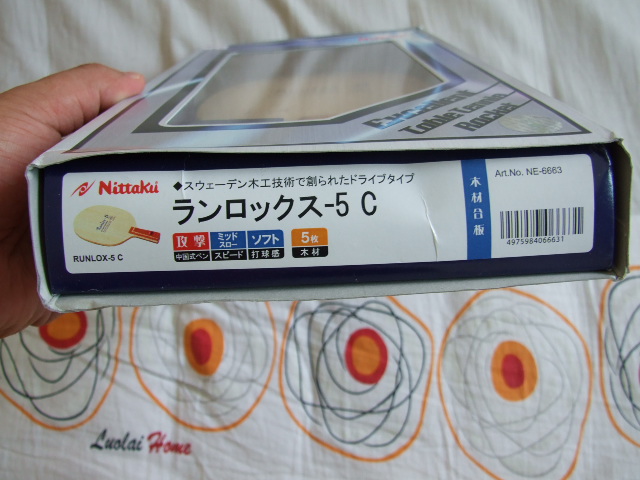 Excellent
Table Tennis
Racket
Nittaku
◆スウェーデン木工技術で創られたドライブタイプ
ランロックス-5 C
攻撃
中国式ペン
ミッド
スロー
スピード
ソフト
打球感
5枚
木材
RUNLOX-5 C
木材合板
Art.No. NE-6663
4975984066631
Luolai Home